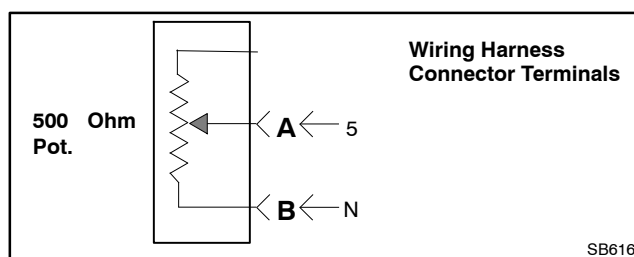 Wiring Harness
Connector Terminals
500 Ohm
Pot.
A 5
B N
SB616